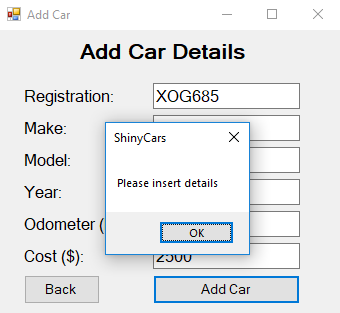 Add Car
Add Car Details
Registration: XOG685
Make:
ShinyCars
Model:
Please insert details
Year:
Odometer (
OK
Cost ($): 2500
Back Add Car